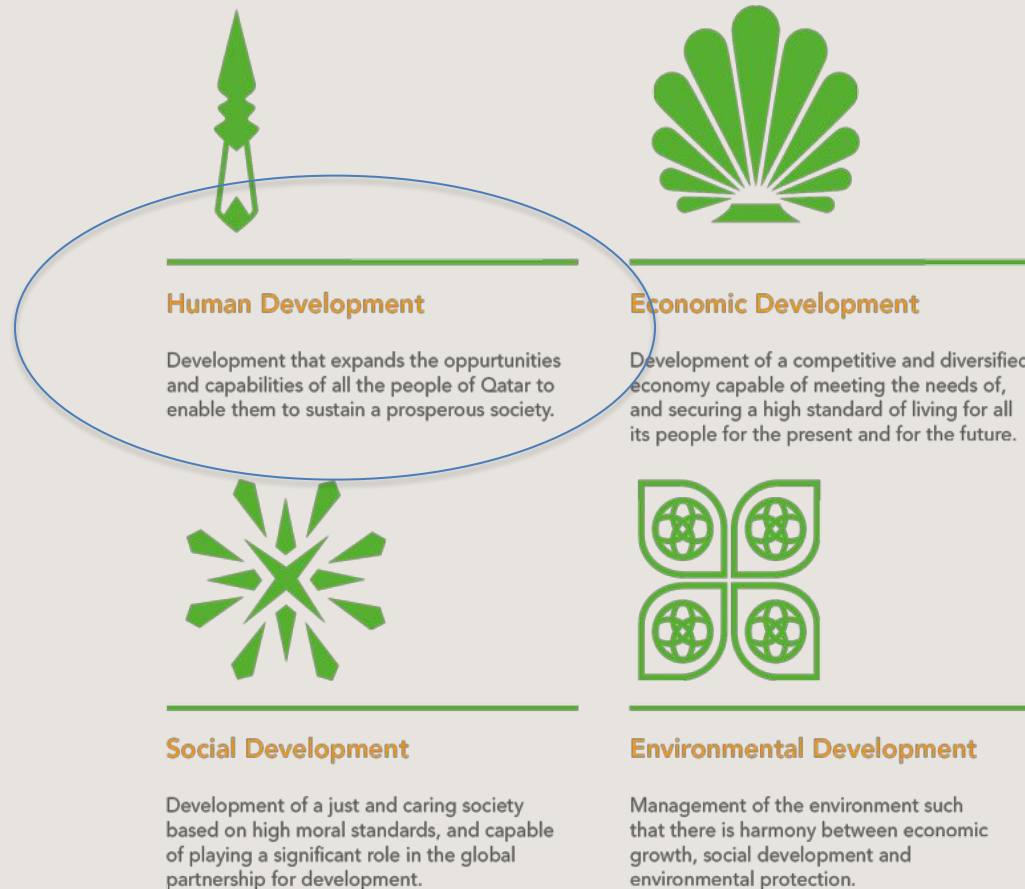 Human Development
Development that expands the oppurtunities
and capabilities of all the people of Qatar to
enable them to sustain a prosperous society.
Economic Development
Development of a competitive and diversified
economy capable of meeting the needs of,
and securing a high standard of living for all
its people for the present and for the future.
Social Development
Development of a just and caring society
based on high moral standards, and capable
of playing a significant role in the global
partnership for development.
Environmental Development
Management of the environment such
that there is harmony between economic
growth, social development and
environmental protection.